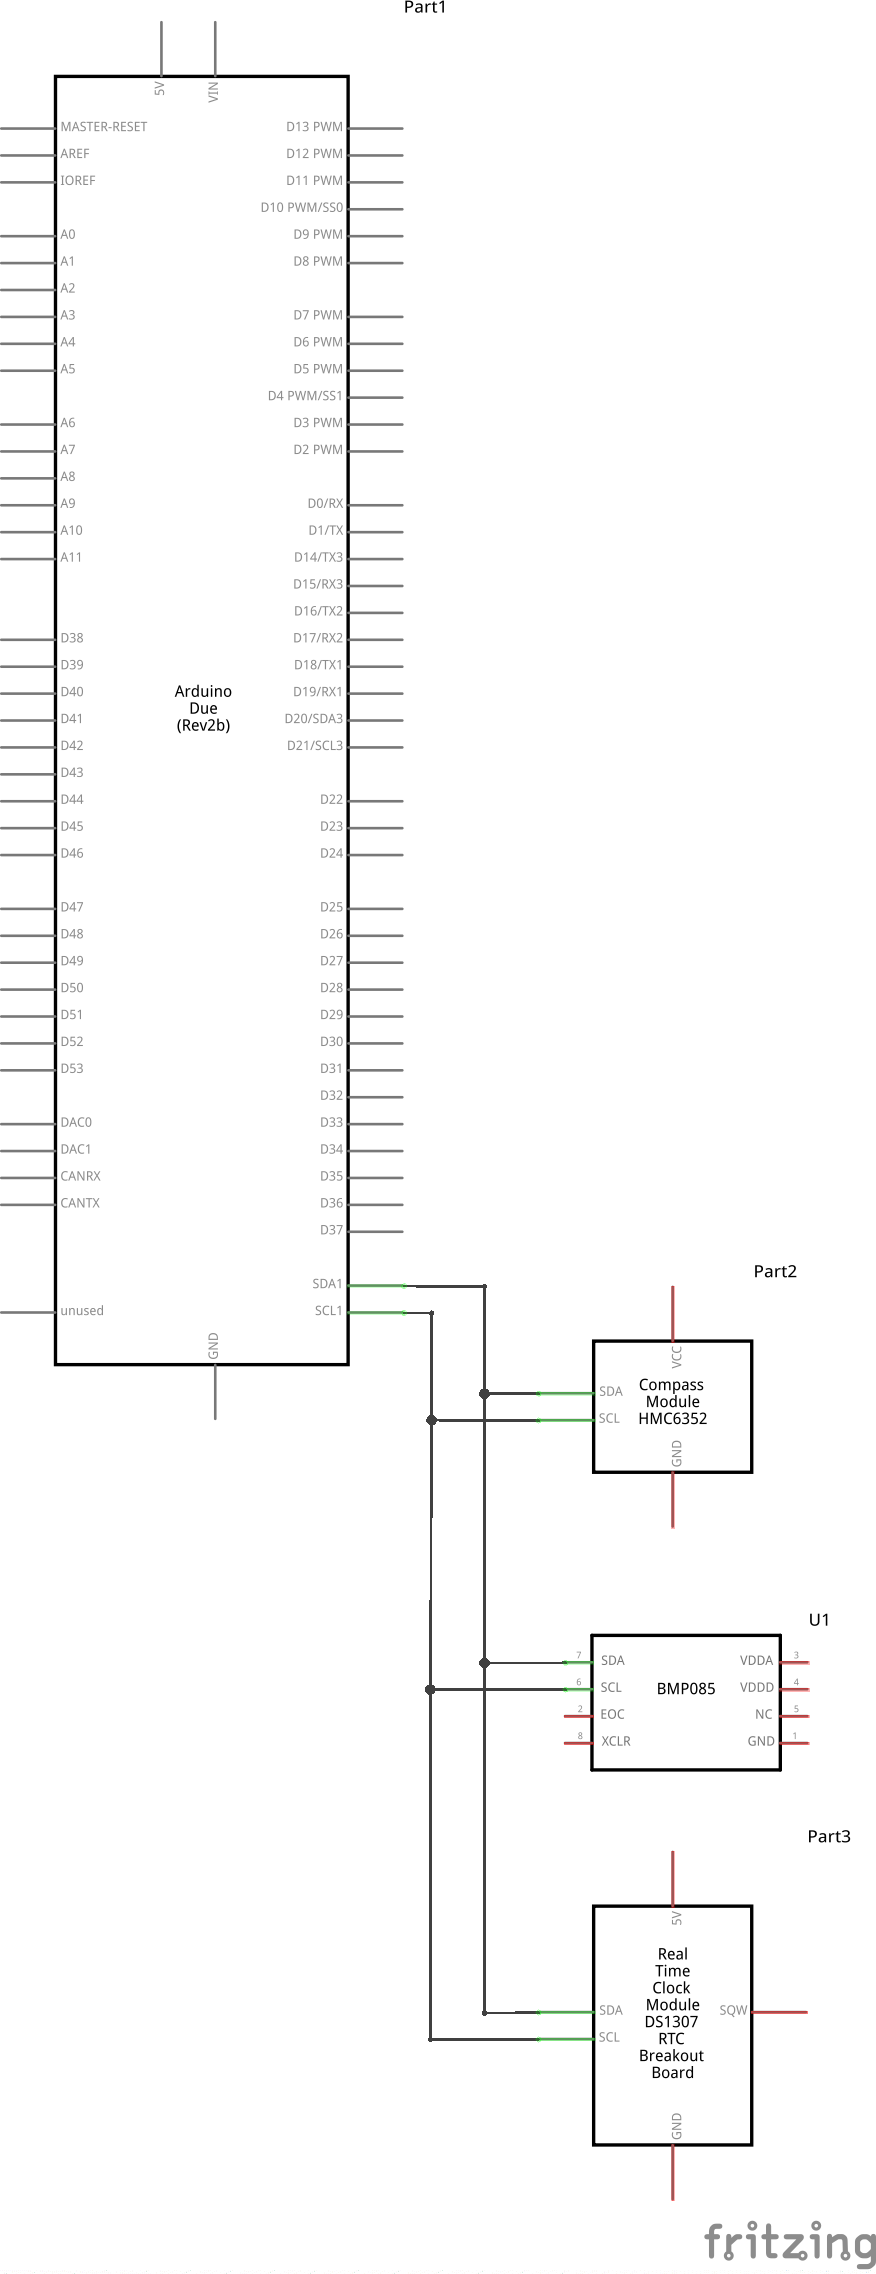 Part1
5V
VIN
MASTER-RESET
D13 PWM
AREF
D12 PWM
IOREF
D11 PWM
D10 PWM/SS0
A0
D9 PWM
A1
D8 PWM
A2
A3
D7 PWM
A4
D6 PWM
A5
D5 PWM
D4 PWM/SS1
A6
D3 PWM
A7
D2 PWM
A8
A9
D0/RX
A10
D1/TX
A11
D14/TX3
D15/RX3
D16/TX2
D38
D17/RX2
D39
D18/TX1
D40
D19/RX1
Arduino
Due
(Rev2b)
D41
D20/SDA3
D42
D21/SCL3
D43
D44
D22
D45
D23
D46
D24
D47
D25
D48
D26
D49
D27
D50
D28
D51
D29
D52
D30
D53
D31
D32
DAC0
D33
DAC1
D34
CANRX
D35
CANTX
D36
D37
SDA1
unused
SCL1
GND
Part2
VCC
SDA
SCL
Compass
Module
HMC6352
GND
U1
7
SDA
VDDA
3
6
SCL
BMP085
VDDD
4
2
EOC
NC
5
8
XCLR
GND
1
Part3
5V
Real
Time
Clock
Module
DS1307
RTC
Breakout
Board
SDA
SCL
SQW
GND
fritzing